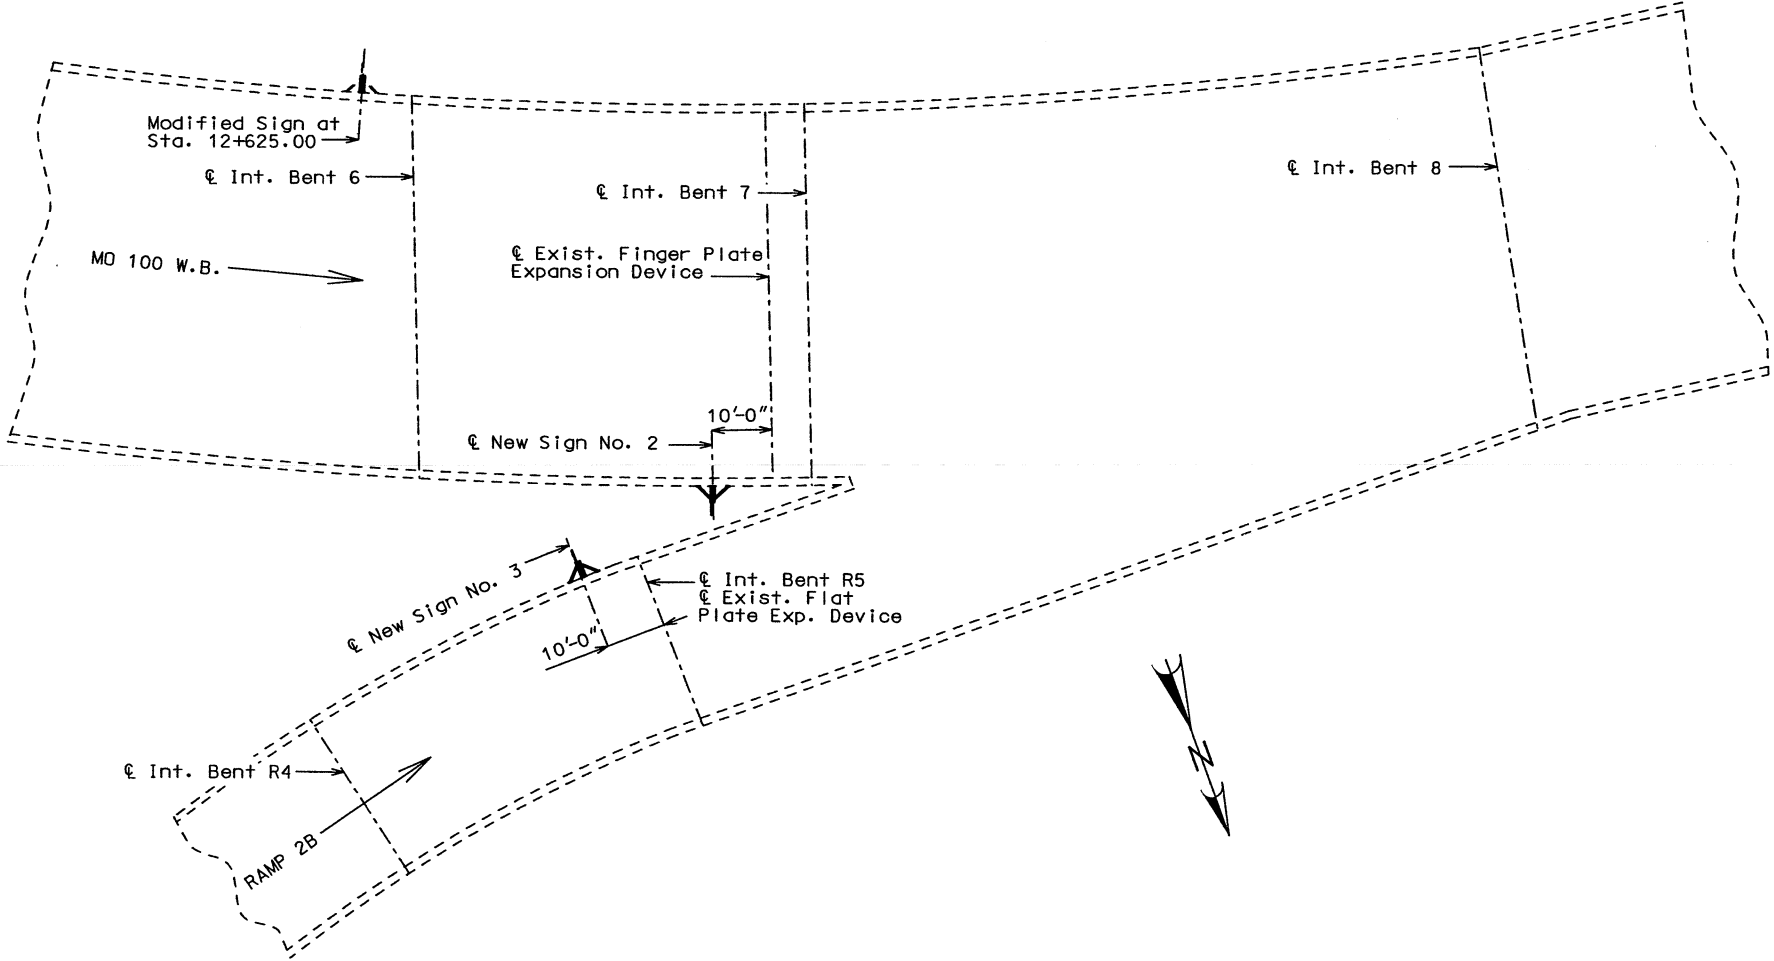 Modified Sign at
Sta. 12+625.00
℄ Int. Bent 6
℄ Int. Bent 7
℄ Int. Bent 8
MO 100 W.B.
℄ Exist. Finger Plate
Expansion Device
10'-0"
℄ New Sign No. 2
℄ New Sign No. 3
℄ Int. Bent R5
℄ Exist. Flat
Plate Exp. Device
10'-0"
℄ Int. Bent R4
RAMP 2B
N